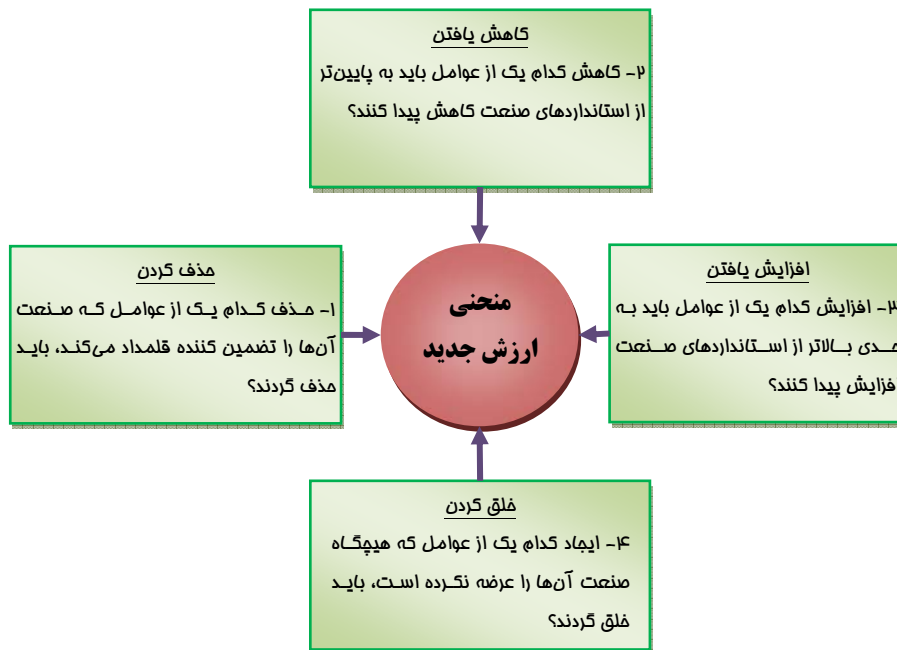 کاهش یافتن
۲- کاهش کدام یک از عوامل باید به پایین‌تر
از استانداردهای صنعت کاهش پیدا کنند؟
افزایش یافتن
۳- افزایش کدام یک از عوامل باید به
حدی بالاتر از استانداردهای صنعت
افزایش پیدا کنند؟
منحنی
ارزش جدید
حذف کردن
۱- حذف کدام یک از عوامل که صنعت
آن‌ها را تضمین کننده قلمداد می‌کند، باید
حذف گردند؟
خلق کردن
۴- ایجاد کدام یک از عوامل که هیچگاه
صنعت آن‌ها را عرضه نکرده است، باید
خلق گردند؟